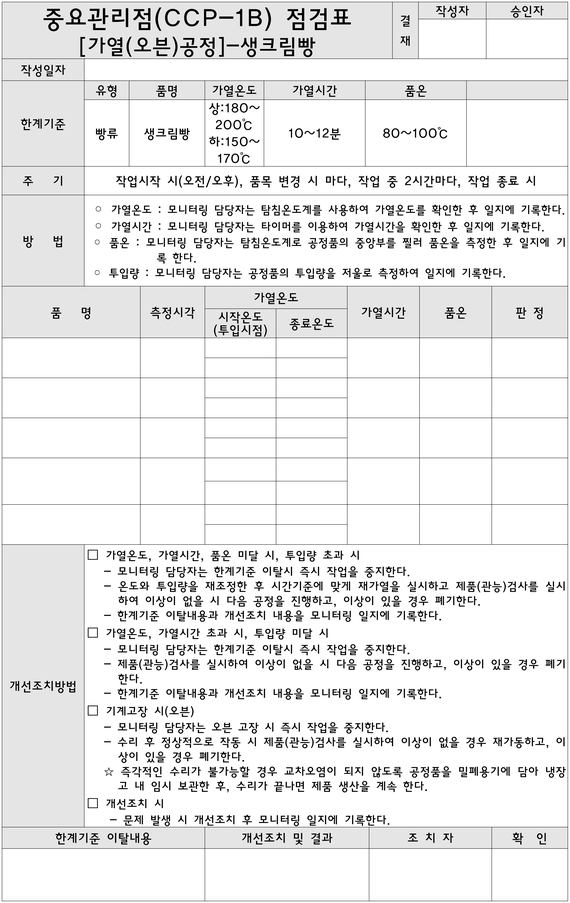 중요관리점(CCP-1B) 점검표
[가열(오븐)공정]-생크림빵
결재
작성자 승인자
작성일자
한계기준
유형 품명 가열온도 가열시간 품온
빵류 생크림빵 상:180~200℃ 하:150~170℃ 10~12분 80~100℃
주 기 작업시작 시(오전/오후), 품목 변경 시 마다, 작업 중 2시간마다, 작업 종료 시
방 법
○ 가열온도 : 모니터링 담당자는 탐침온도계를 사용하여 가열온도를 확인한 후 일지에 기록한다.
○ 가열시간 : 모니터링 담당자는 타이머를 이용하여 가열시간을 확인한 후 일지에 기록한다.
○ 품온 : 모니터링 담당자는 탐침온도계로 공정품의 중앙부를 찔러 품온을 측정한 후 일지에 기
록 한다.
○ 투입량 : 모니터링 담당자는 공정품의 투입량을 저울로 측정하여 일지에 기록한다.
품 명 측정시각 가열온도 가열시간 품온 판 정
시작온도 종료온도
(투입시점)
개선조치방법
□ 가열온도, 가열시간, 품온 미달 시, 투입량 초과 시
- 모니터링 담당자는 한계기준 이탈시 즉시 작업을 중지한다.
- 온도와 투입량을 재조정한 후 시간기준에 맞게 재가열을 실시하고 제품(관능)검사를 실시
하여 이상이 없을 시 다음 공정을 진행하고, 이상이 있을 경우 폐기한다.
- 한계기준 이탈내용과 개선조치 내용을 모니터링 일지에 기록한다.
□ 가열온도, 가열시간 초과 시, 투입량 미달 시
- 모니터링 담당자는 한계기준 이탈시 즉시 작업을 중지한다.
- 제품(관능)검사를 실시하여 이상이 없을 시 다음 공정을 진행하고, 이상이 있을 경우 폐기
한다.
- 한계기준 이탈내용과 개선조치 내용을 모니터링 일지에 기록한다.
□ 기계고장 시(오븐)
- 모니터링 담당자는 오븐 고장 시 즉시 작업을 중지한다.
- 수리 후 정상적으로 작동 시 제품(관능)검사를 실시하여 이상이 없을 경우 재가동하고, 이
상이 있을 경우 폐기한다.
☆ 즉각적인 수리가 불가능할 경우 교차오염이 되지 않도록 공정품을 밀폐용기에 담아 냉장
고 내 임시 보관한 후, 수리가 끝나면 제품 생산을 계속 한다.
□ 개선조치 시
- 문제 발생 시 개선조치 후 모니터링 일지에 기록한다.
한계기준 이탈내용 개선조치 및 결과 조 치 자 확 인